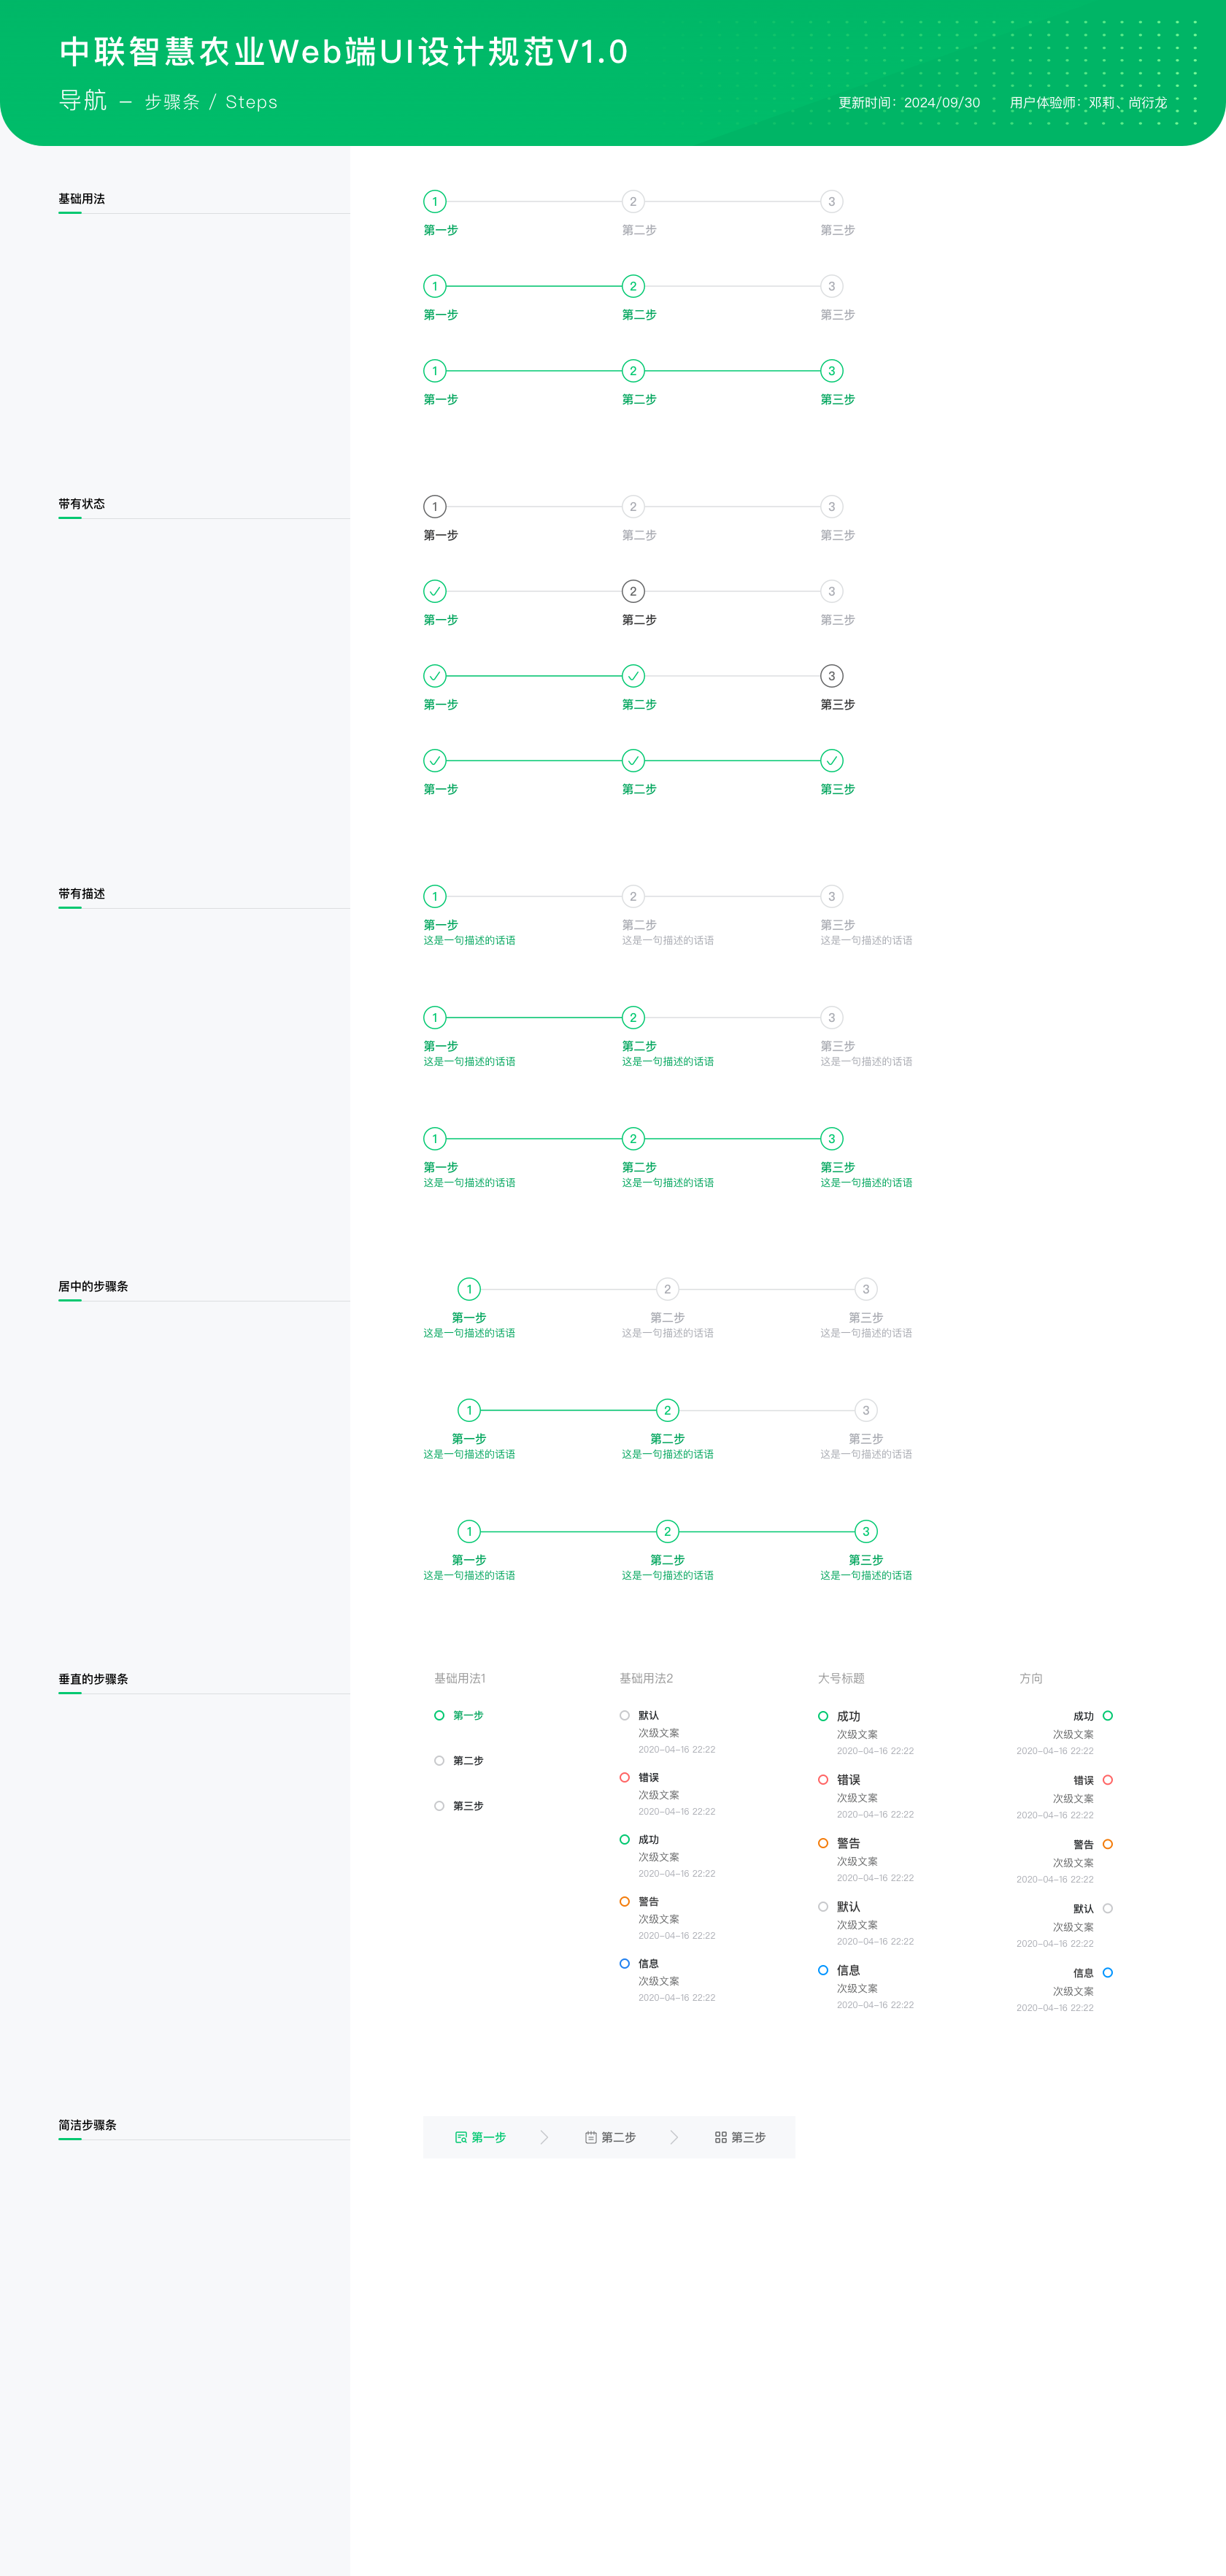 中联智慧农业Web端UI设计规范V1.0
导航 – 步骤条 / Steps
更新时间：2024/09/30 用户体验师：邓莉、尚衍龙
基础用法
1 2 3
第一步 第二步 第三步
1 2 3
第一步 第二步 第三步
1 2 3
第一步 第二步 第三步
带有状态
1 2 3
第一步 第二步 第三步
2 3
第一步 第二步 第三步
3
第一步 第二步 第三步
第一步 第二步 第三步
带有描述
1 2 3
第一步 第二步 第三步
这是一句描述的话语 这是一句描述的话语 这是一句描述的话语
1 2 3
第一步 第二步 第三步
这是一句描述的话语 这是一句描述的话语 这是一句描述的话语
1 2 3
第一步 第二步 第三步
这是一句描述的话语 这是一句描述的话语 这是一句描述的话语
居中的步骤条
1 2 3
第一步 第二步 第三步
这是一句描述的话语 这是一句描述的话语 这是一句描述的话语
1 2 3
第一步 第二步 第三步
这是一句描述的话语 这是一句描述的话语 这是一句描述的话语
1 2 3
第一步 第二步 第三步
这是一句描述的话语 这是一句描述的话语 这是一句描述的话语
垂直的步骤条
基础用法1
第一步
第二步
第三步
基础用法2
默认
次级文案
2020-04-16 22:22
错误
次级文案
2020-04-16 22:22
成功
次级文案
2020-04-16 22:22
警告
次级文案
2020-04-16 22:22
信息
次级文案
2020-04-16 22:22
大号标题
成功
次级文案
2020-04-16 22:22
错误
次级文案
2020-04-16 22:22
警告
次级文案
2020-04-16 22:22
默认
次级文案
2020-04-16 22:22
信息
次级文案
2020-04-16 22:22
方向
成功
次级文案
2020-04-16 22:22
错误
次级文案
2020-04-16 22:22
警告
次级文案
2020-04-16 22:22
默认
次级文案
2020-04-16 22:22
信息
次级文案
2020-04-16 22:22
简洁步骤条
第一步 第二步 第三步